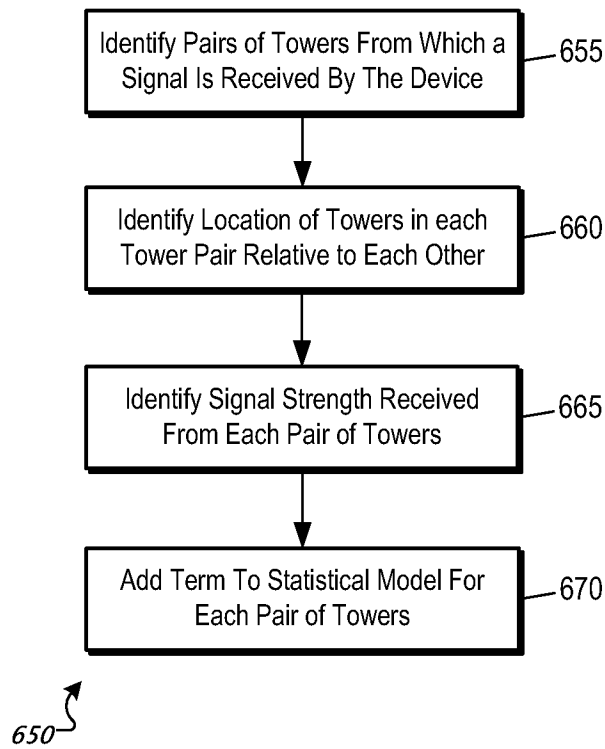 Identify Pairs of Towers From Which a
Signal Is Received By The Device
655
Identify Location of Towers in each
Tower Pair Relative to Each Other
660
Identify Signal Strength Received
From Each Pair of Towers
665
Add Term To Statistical Model For
Each Pair of Towers
670
650